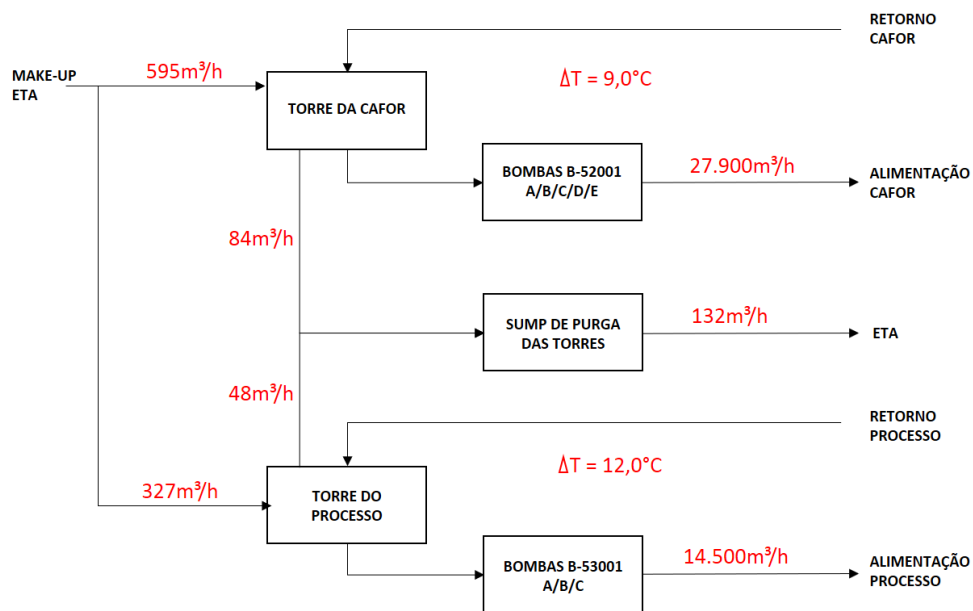 RETORNO
CAFOR
MAKE-UP
ETA
595m³/h
TORRE DA CAFOR
ΔT = 9,0°C
BOMBAS B-52001
A/B/C/D/E
27.900m³/h
ALIMENTAÇÃO
CAFOR
84m³/h
SUMP DE PURGA
DAS TORRES
132m³/h
ETA
48m³/h
RETORNO
PROCESSO
ΔT = 12,0°C
327m³/h
TORRE DO
PROCESSO
BOMBAS B-53001
A/B/C
14.500m³/h
ALIMENTAÇÃO
PROCESSO